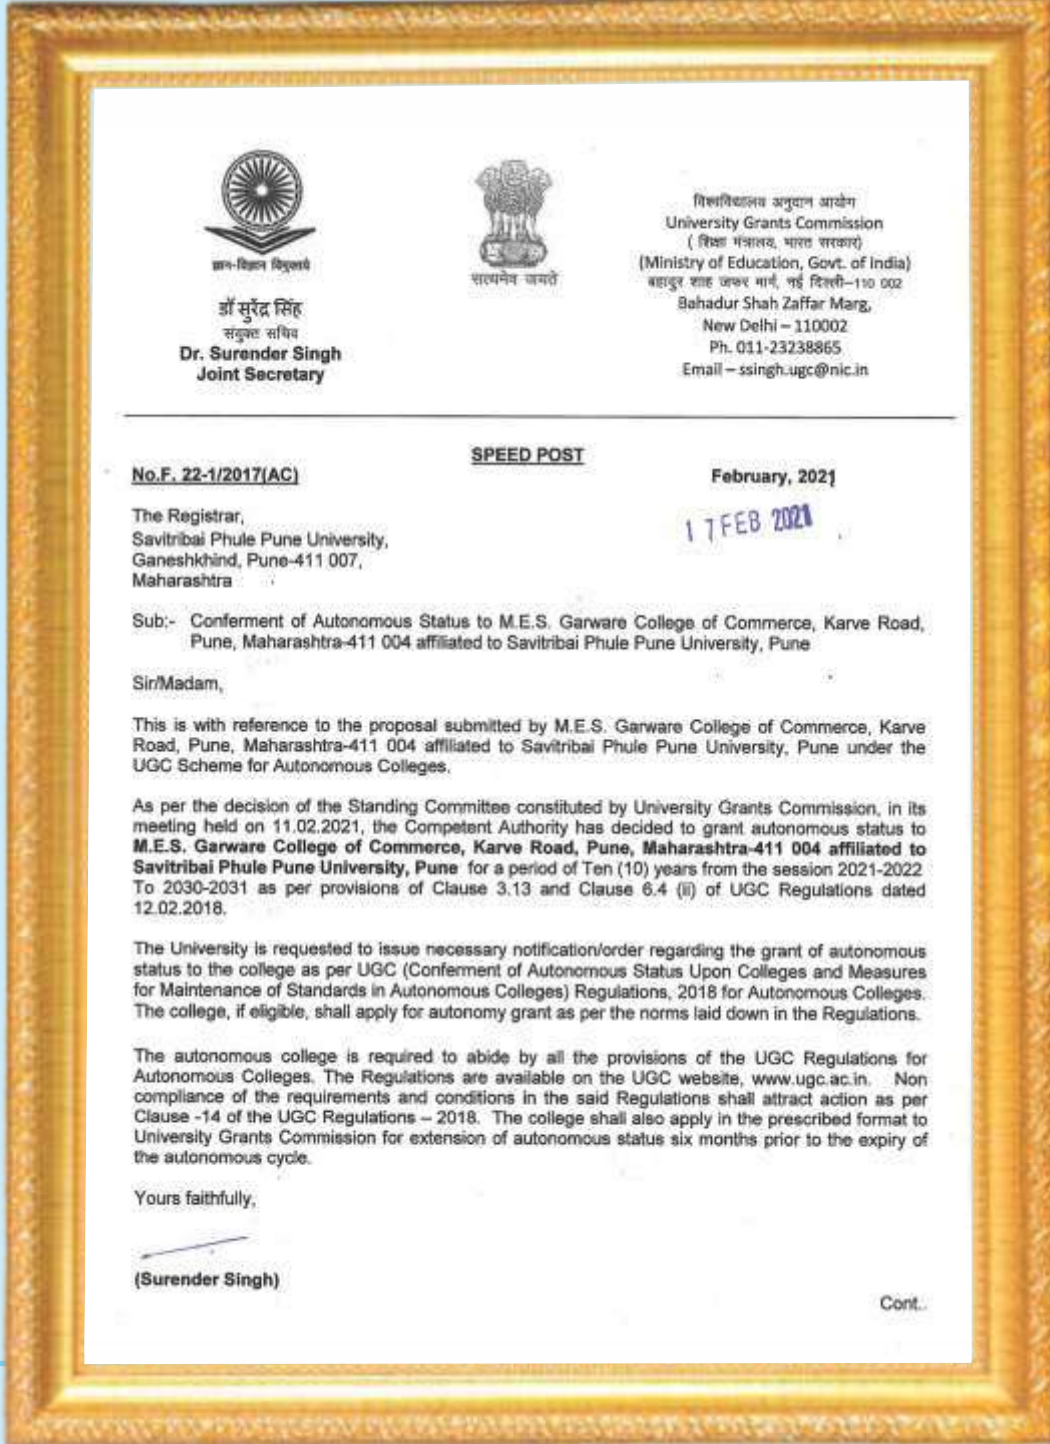 ज्ञान-विज्ञान विमुक्तये
सत्यमेव जयते
डॉ सुरेंद्र सिंह
संयुक्त सचिव
Dr. Surender Singh
Joint Secretary
विश्वविद्यालय अनुदान आयोग
University Grants Commission
( शिक्षा मंत्रालय, भारत सरकार)
(Ministry of Education, Govt. of India)
बहादुर शाह जफर मार्ग, नई दिल्ली–110 002
Bahadur Shah Zaffar Marg,
New Delhi – 110002
Ph. 011-23238865
Email – ssingh.ugc@nic.in
SPEED POST
No.F. 22-1/2017(AC)
February, 2021
17 FEB 2021
The Registrar,
Savitribai Phule Pune University,
Ganeshkhind, Pune-411 007,
Maharashtra
Sub:- Conferment of Autonomous Status to M.E.S. Garware College of Commerce, Karve Road,
Pune, Maharashtra-411 004 affiliated to Savitribai Phule Pune University, Pune
Sir/Madam,
This is with reference to the proposal submitted by M.E.S. Garware College of Commerce, Karve
Road, Pune, Maharashtra-411 004 affiliated to Savitribai Phule Pune University, Pune under the
UGC Scheme for Autonomous Colleges.
As per the decision of the Standing Committee constituted by University Grants Commission, in its
meeting held on 11.02.2021, the Competent Authority has decided to grant autonomous status to
M.E.S. Garware College of Commerce, Karve Road, Pune, Maharashtra-411 004 affiliated to
Savitribai Phule Pune University, Pune for a period of Ten (10) years from the session 2021-2022
To 2030-2031 as per provisions of Clause 3.13 and Clause 6.4 (ii) of UGC Regulations dated
12.02.2018.
The University is requested to issue necessary notification/order regarding the grant of autonomous
status to the college as per UGC (Conferment of Autonomous Status Upon Colleges and Measures
for Maintenance of Standards in Autonomous Colleges) Regulations, 2018 for Autonomous Colleges.
The college, if eligible, shall apply for autonomy grant as per the norms laid down in the Regulations.
The autonomous college is required to abide by all the provisions of the UGC Regulations for
Autonomous Colleges. The Regulations are available on the UGC website, www.ugc.ac.in. Non
compliance of the requirements and conditions in the said Regulations shall attract action as per
Clause -14 of the UGC Regulations – 2018. The college shall also apply in the prescribed format to
University Grants Commission for extension of autonomous status six months prior to the expiry of
the autonomous cycle.
Yours faithfully,
(Surender Singh)
Cont..